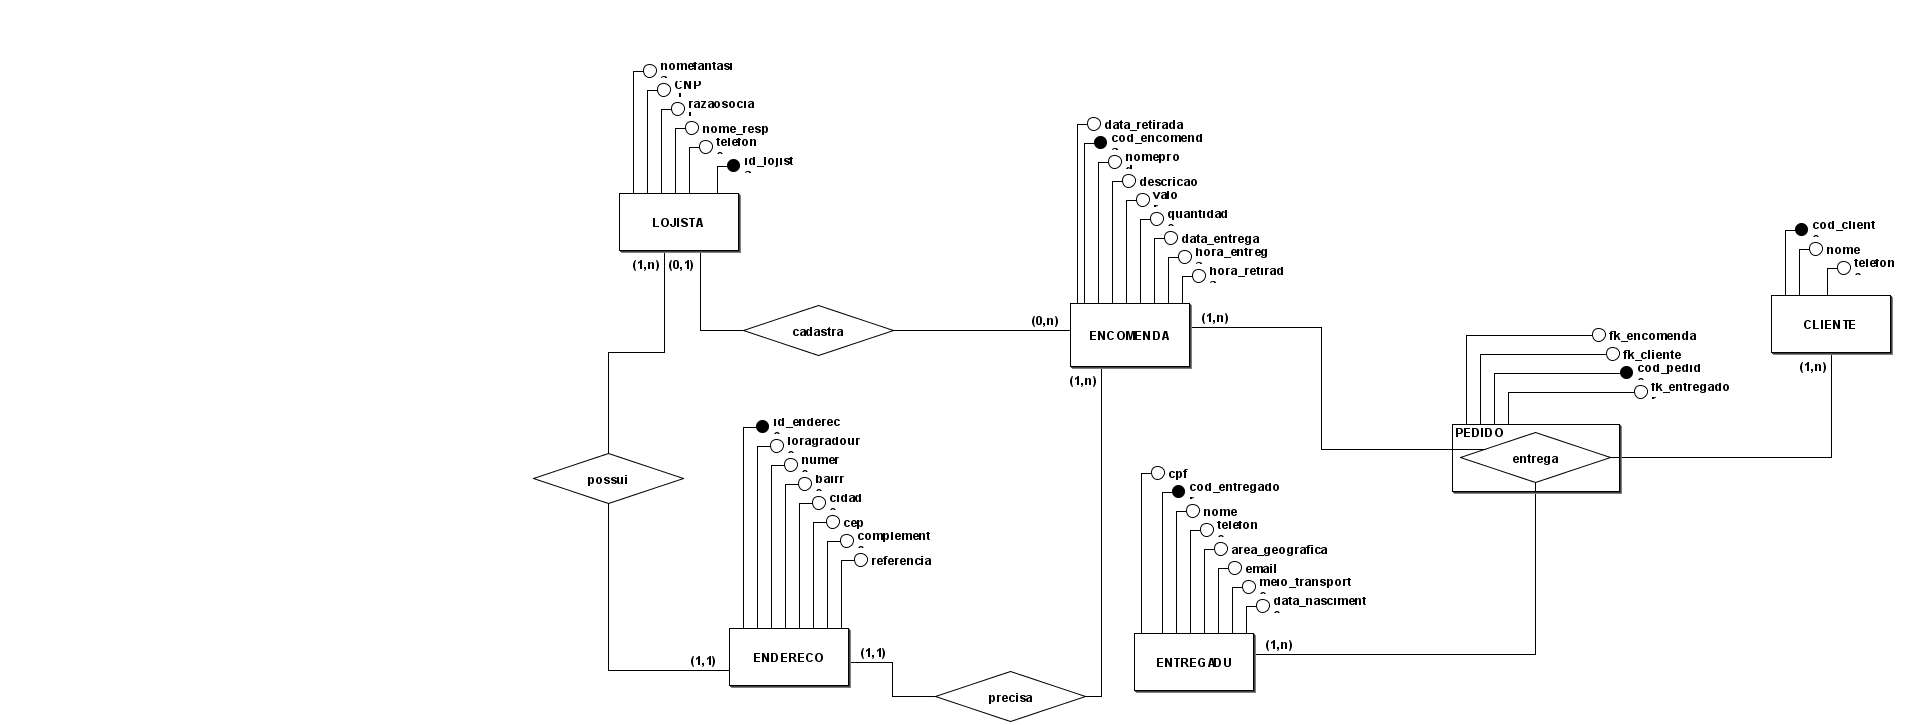 nomefantasi
CNP
razaosocia
nome_resp
telefon
id_lojist
LOJISTA
(1,n)
(0,1)
cadastra
(0,n)
data_retirada
cod_encomend
nomepro
descricao
valo
quantidad
data_entrega
hora_entreg
hora_retirad
ENCOMENDA
(1,n)
(1,n)
cod_client
nome
telefon
CLIENTE
(1,n)
fk_encomenda
fk_cliente
cod_pedid
fk_entregado
PEDIDO
entrega
possui
id_enderec
loragradour
numer
bairr
cidad
cep
complement
referencia
ENDERECO
(1,1)
(1,1)
precisa
cpf
cod_entregado
nome
telefon
area_geografica
email
meio_transport
data_nasciment
ENTREGADU
(1,n)